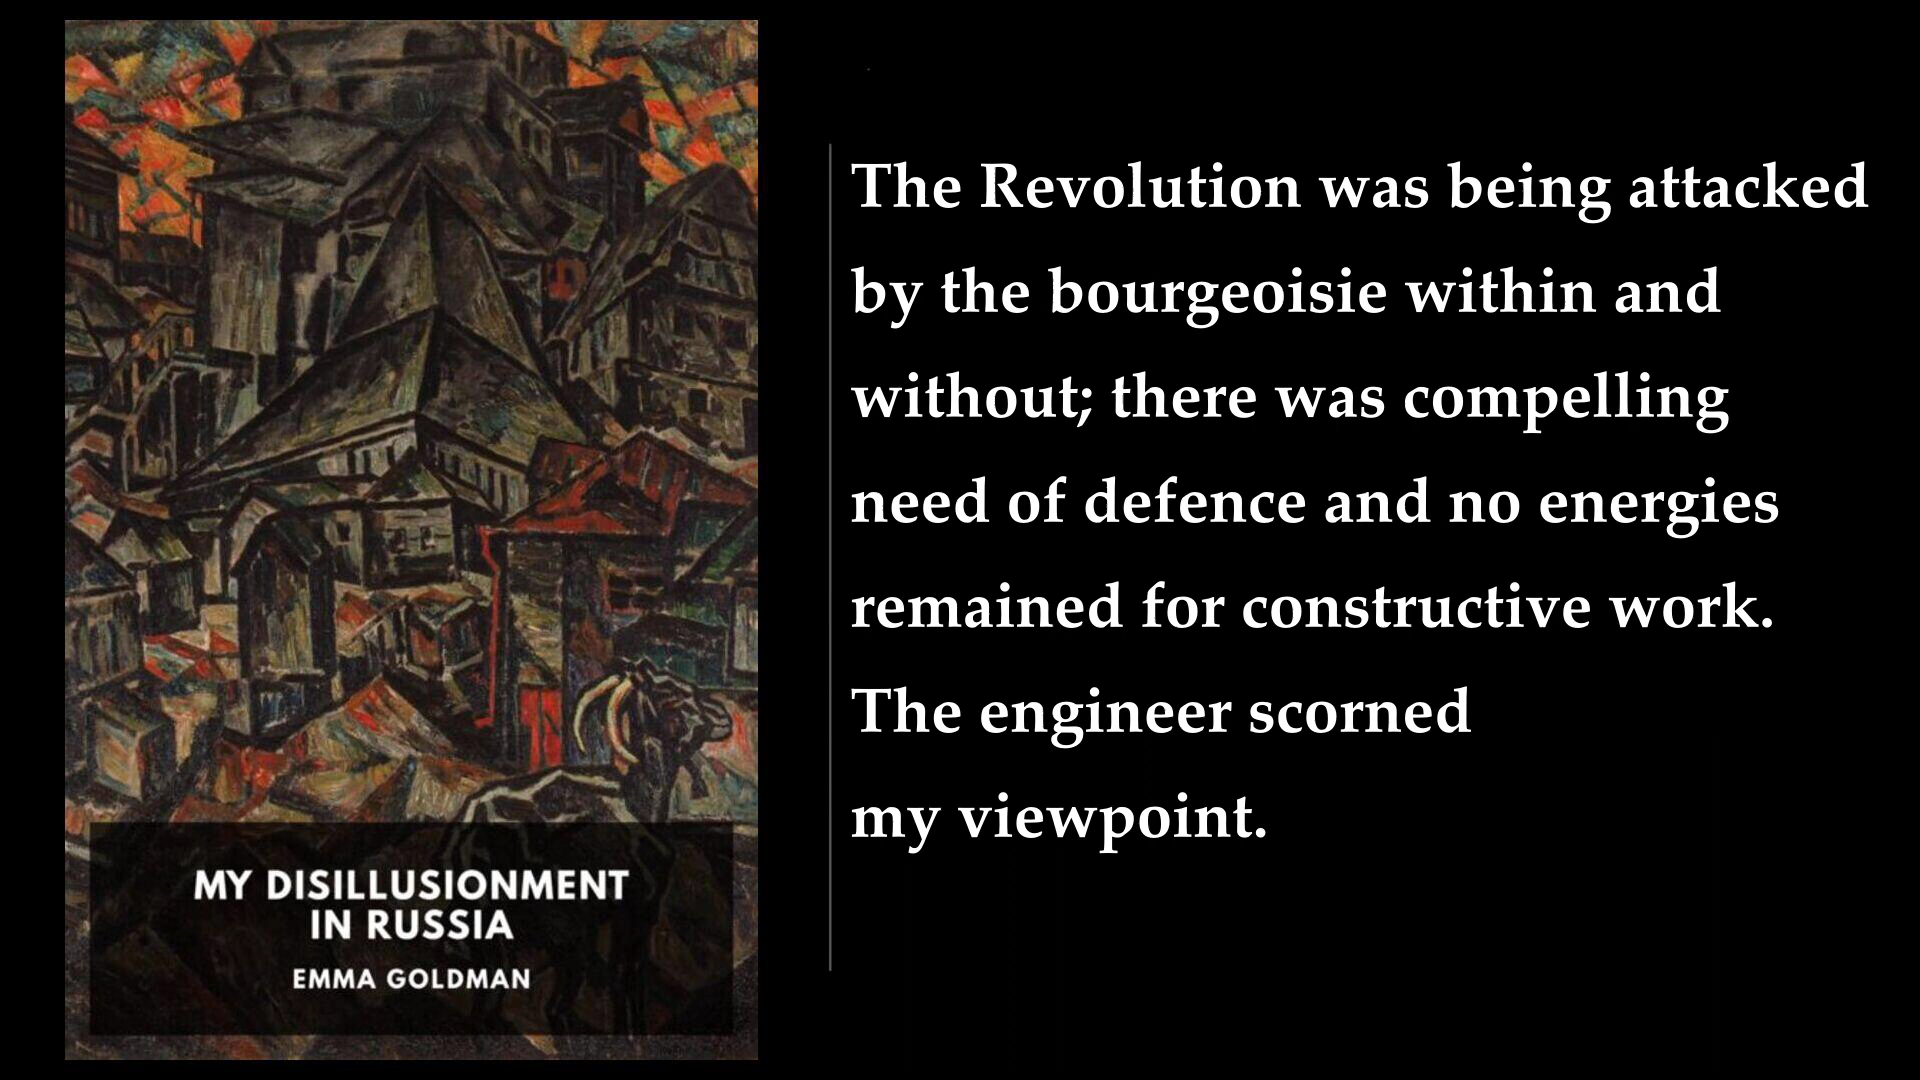 MY DISILLUSIONMENT
IN RUSSIA
EMMA GOLDMAN
The Revolution was being attacked
by the bourgeoisie within and
without; there was compelling
need of defence and no energies
remained for constructive work.
The engineer scorned
my viewpoint.